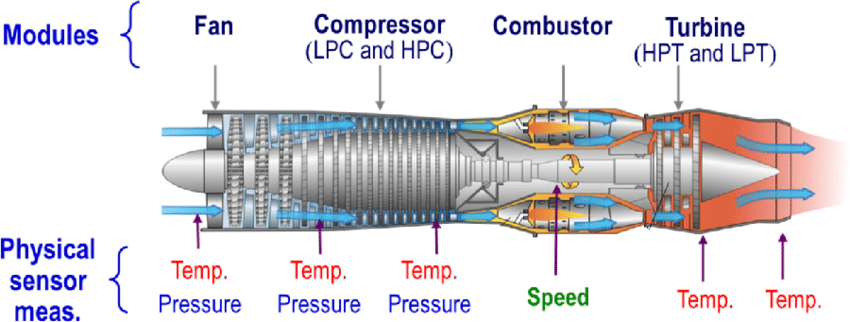 Modules
Fan
Compressor
(LPC and HPC)
Combustor
Turbine
(HPT and LPT)
Physical
sensor
meas.
Temp.
Pressure
Temp.
Pressure
Temp.
Pressure
Speed
Temp.
Temp.